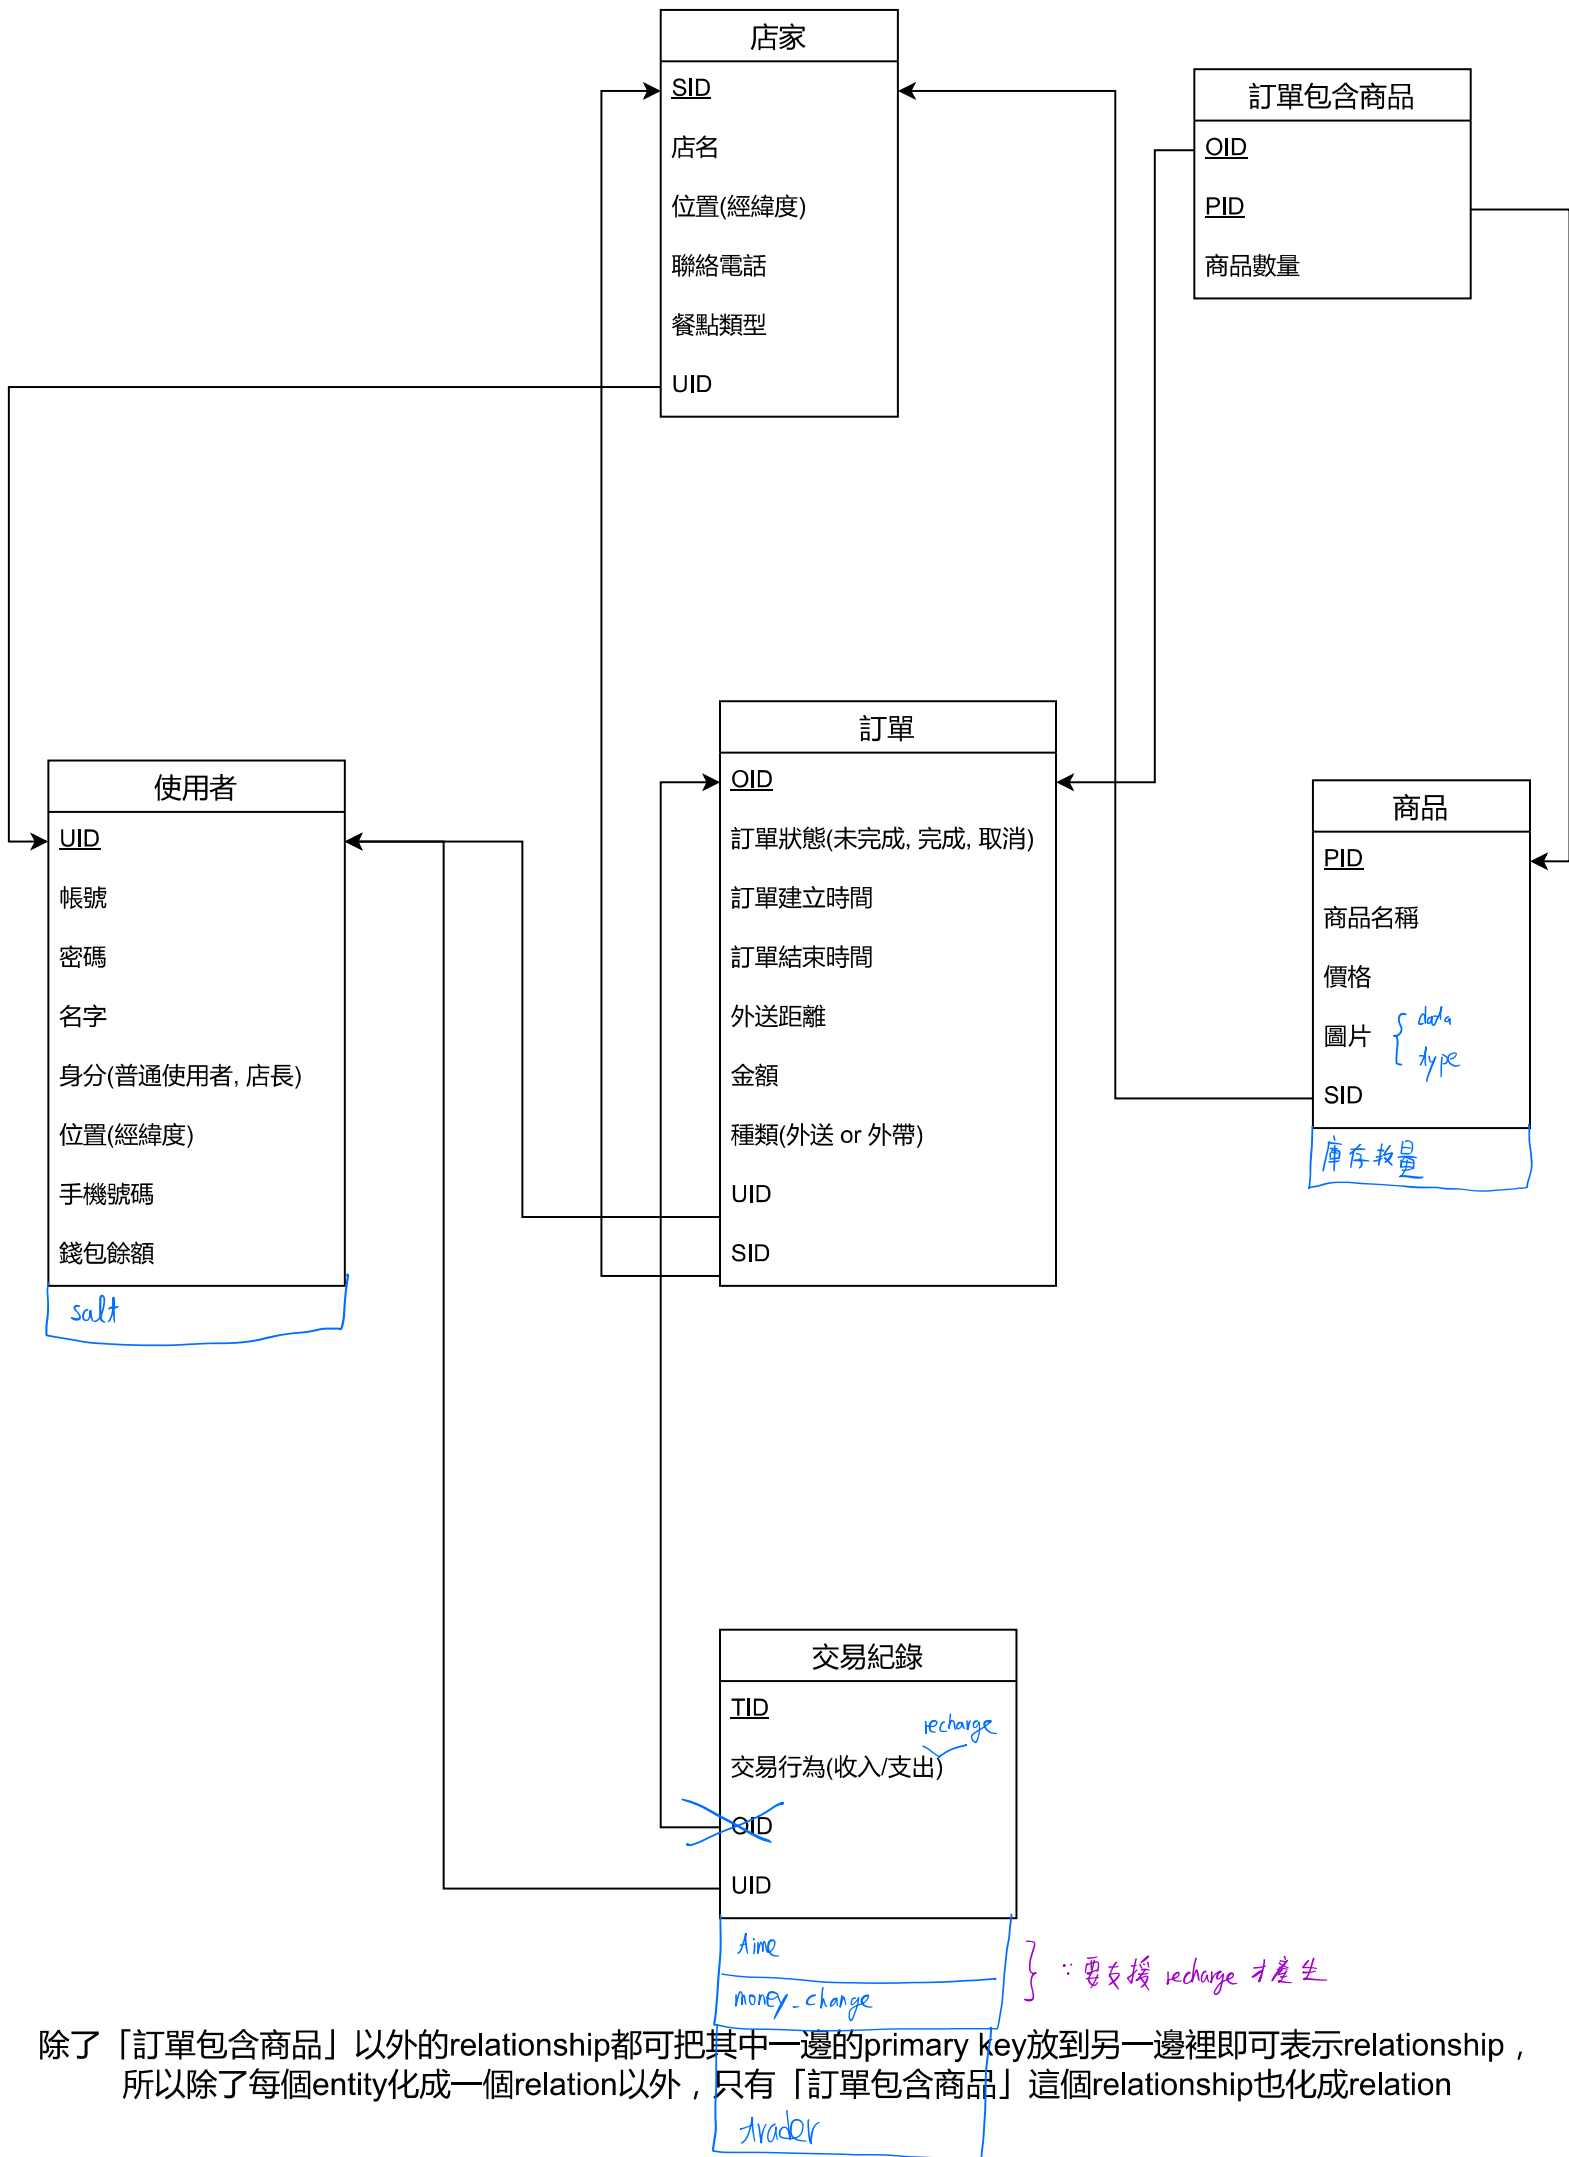 店家
SID
店名
位置(經緯度)
聯絡電話
餐點類型
UID
訂單包含商品
OID
PID
商品數量
使用者
UID
帳號
密碼
名字
身分(普通使用者, 店長)
位置(經緯度)
手機號碼
錢包餘額
salt
訂單
OID
訂單狀態(未完成, 完成, 取消)
訂單建立時間
訂單結束時間
外送距離
金額
種類(外送 or 外帶)
UID
SID
商品
PID
商品名稱
價格
圖片
data
type
SID
庫存数量
交易紀錄
TID
recharge
交易行為(收入/支出)
OID
UID
time
money_change
∵要支援 recharge 才產生
除了「訂單包含商品」以外的relationship都可把其中一邊的primary key放到另一邊裡即可表示relationship，
所以除了每個entity化成一個relation以外，只有「訂單包含商品」這個relationship也化成relation
trader